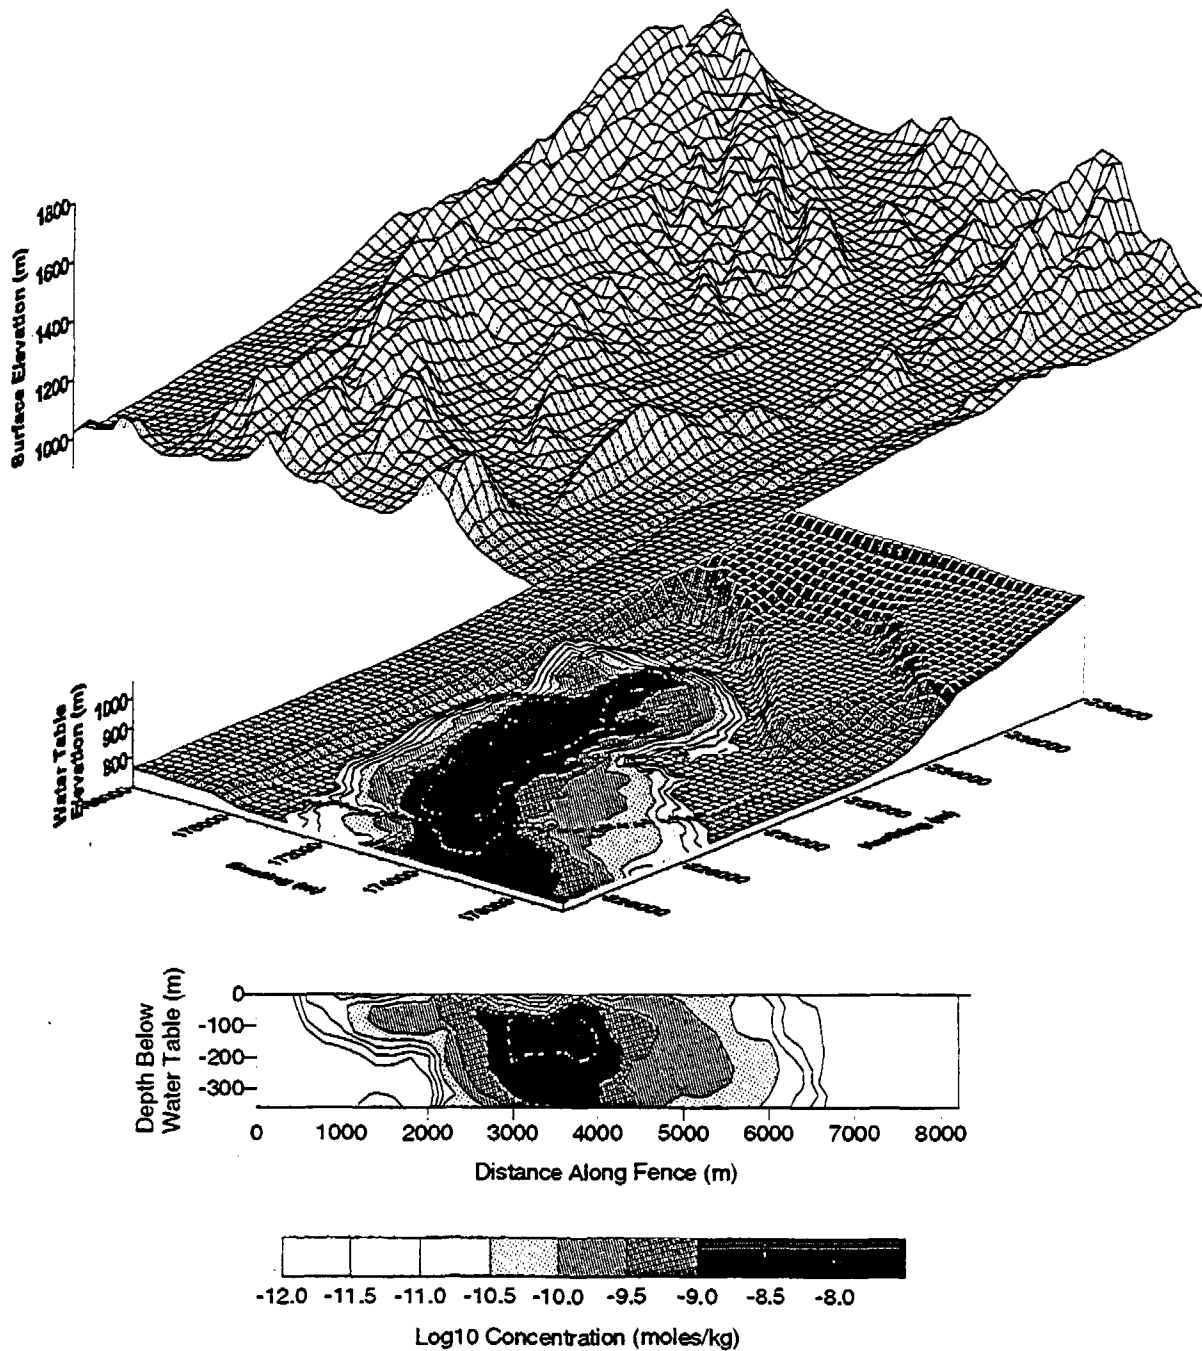 Surface Elevation (m)
1800
1600
1400
1200
1000
Water Table
Elevation (m)
1000
900
800
172000
174000
Depth Below
Water Table (m)
0
-100
-200
-300
0 1000 2000 3000 4000 5000 6000 7000 8000
Distance Along Fence (m)
-12.0 -11.5 -11.0 -10.5 -10.0 -9.5 -9.0 -8.5 -8.0
Log10 Concentration (moles/kg)